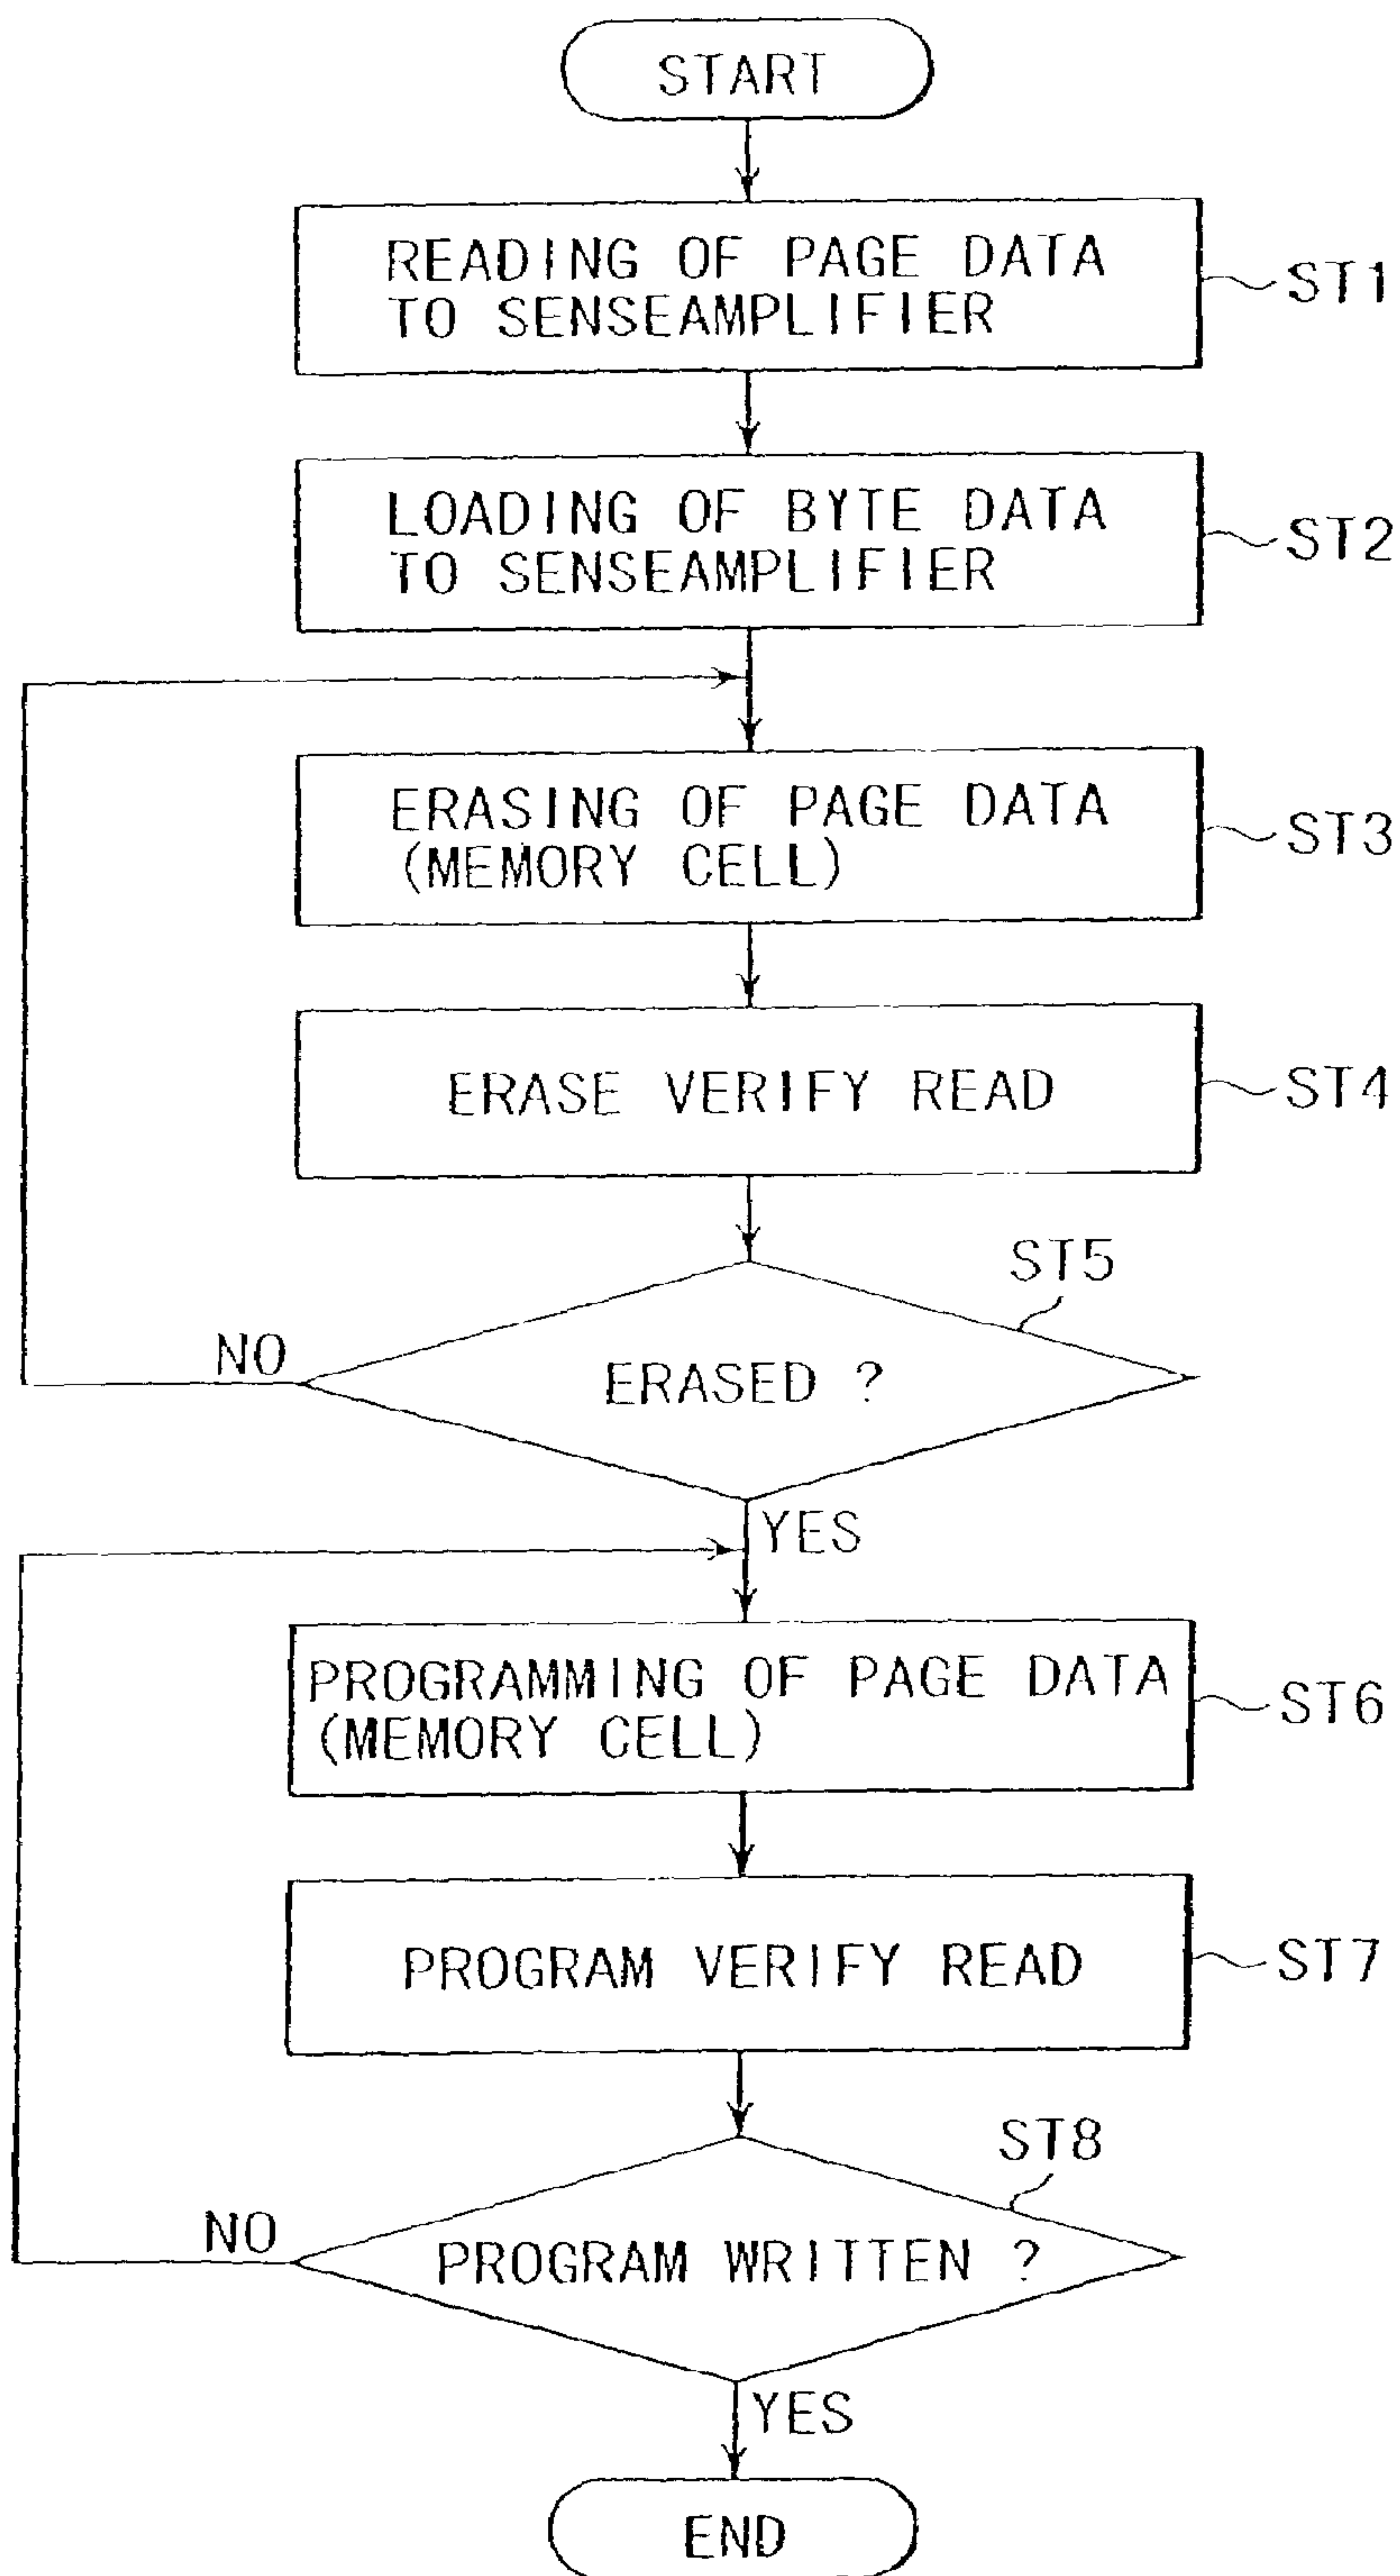 START
READING OF PAGE DATA
TO SENSEAMPLIFIER
ST1
LOADING OF BYTE DATA
TO SENSEAMPLIFIER
ST2
ERASING OF PAGE DATA
(MEMORY CELL)
ST3
ERASE VERIFY READ
ST4
ST5
NO
ERASED ?
YES
PROGRAMMING OF PAGE DATA
(MEMORY CELL)
ST6
PROGRAM VERIFY READ
ST7
ST8
NO
PROGRAM WRITTEN ?
YES
END